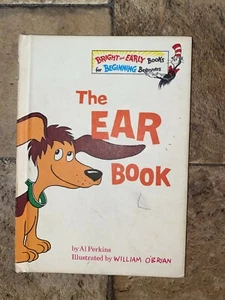 BRIGHT and EARLY Books
for BEGINNING Beginners
The
EAR
BOOK
by Al Perkins
Illustrated by WILLIAM O'BRIAN